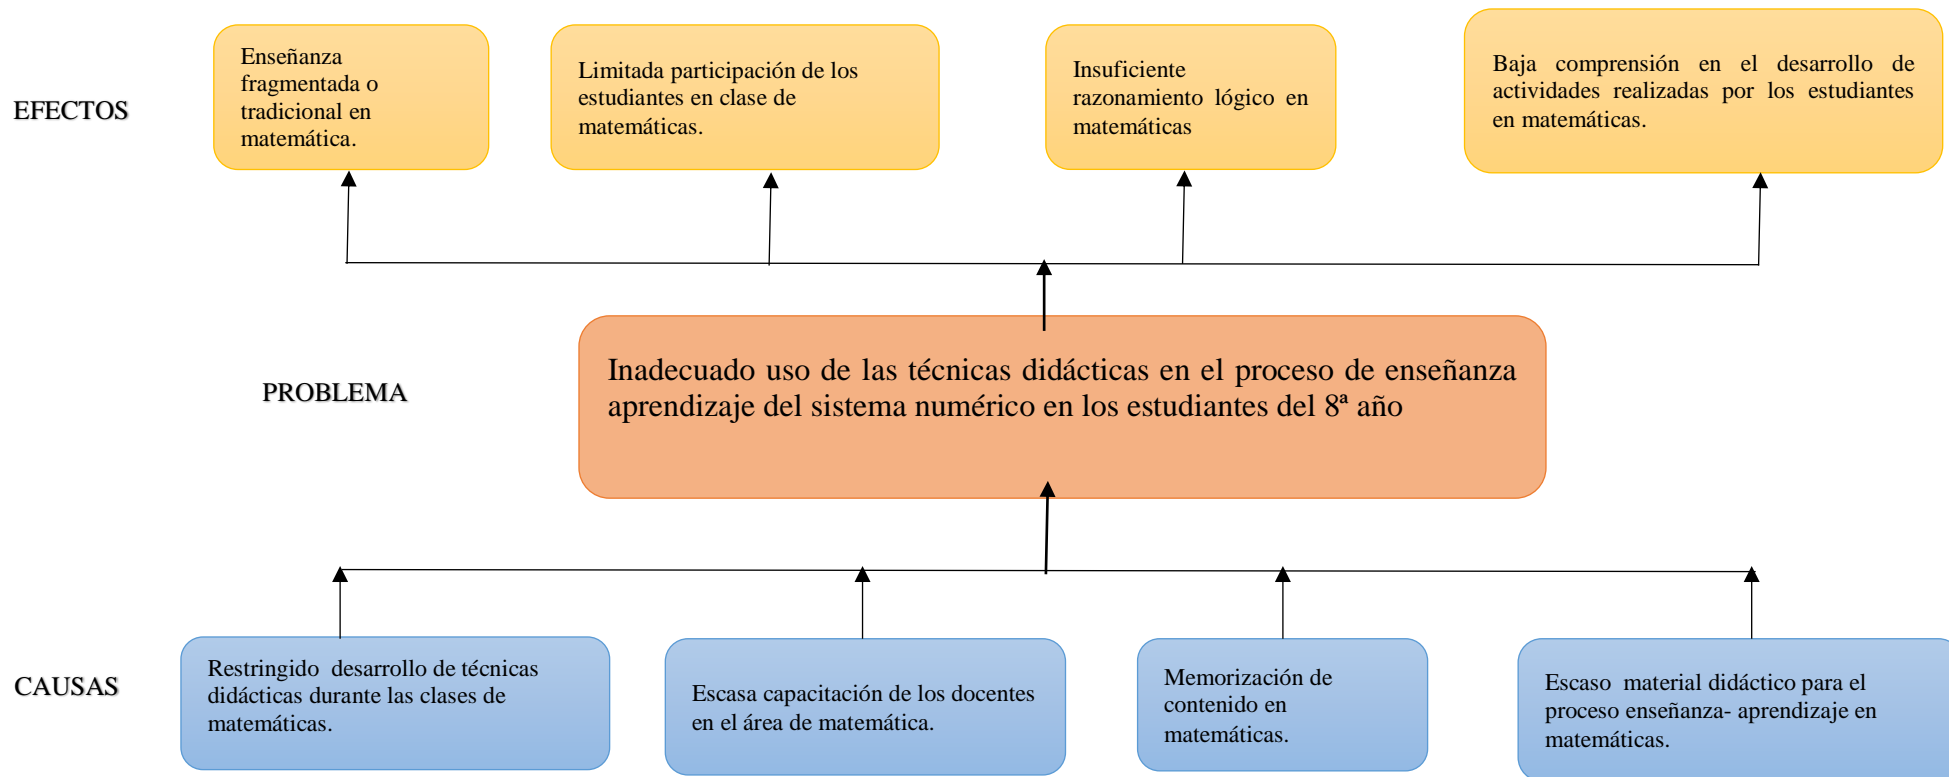 EFECTOS
Enseñanza
fragmentada o
tradicional en
matemática.
Limitada participación de los
estudiantes en clase de
matemáticas.
Insuficiente
razonamiento lógico en
matemáticas
Baja comprensión en el desarrollo de
actividades realizadas por los estudiantes
en matemáticas.
PROBLEMA
Inadecuado uso de las técnicas didácticas en el proceso de enseñanza
aprendizaje del sistema numérico en los estudiantes del 8ª año
CAUSAS
Restringido desarrollo de técnicas
didácticas durante las clases de
matemáticas.
Escasa capacitación de los docentes
en el área de matemática.
Memorización de
contenido en
matemáticas.
Escaso material didáctico para el
proceso enseñanza- aprendizaje en
matemáticas.